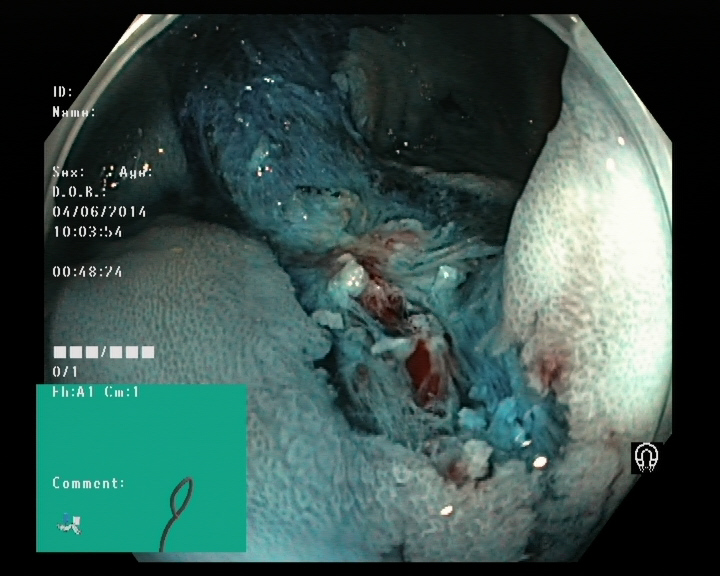 ID:
Name:
Sex: Age:
D.O.B.:
04/06/2014
10:03:54
00:48:24
/
0/1
Eh:A1 Cm:1
Comment: